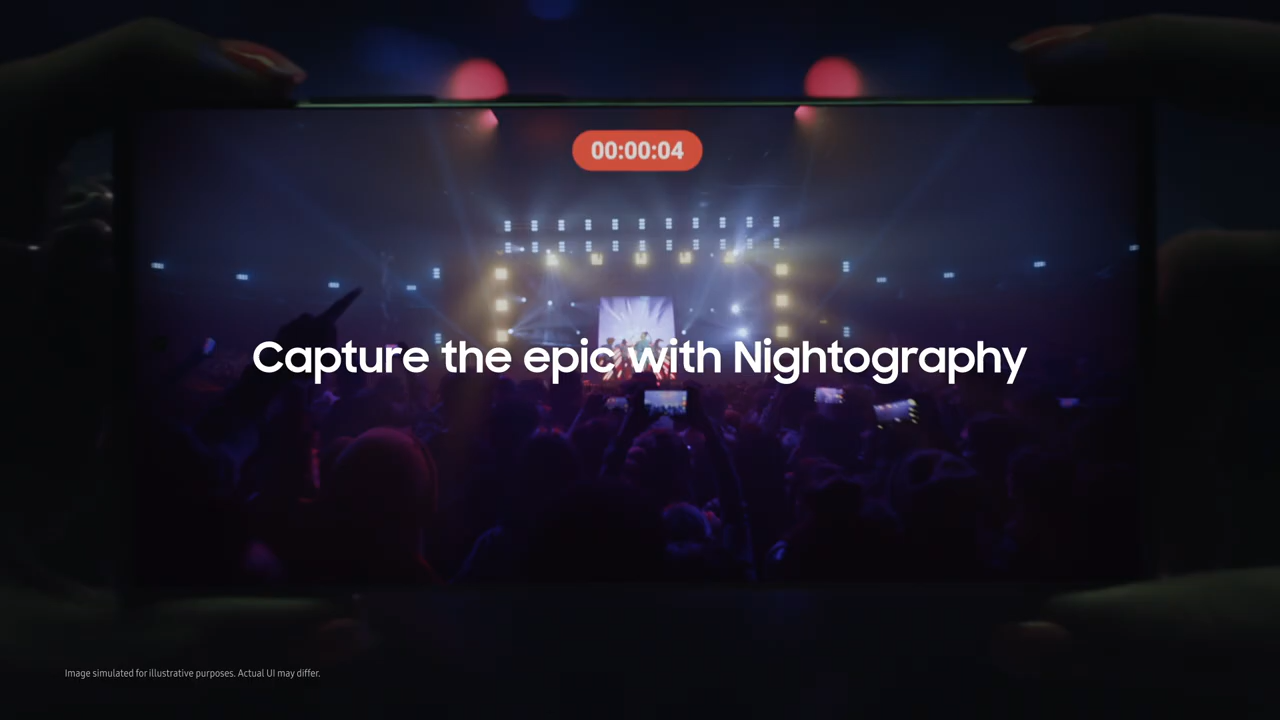 00:00:04
Capture the epic with Nightography
Image simulated for illustrative purposes. Actual UI may differ.